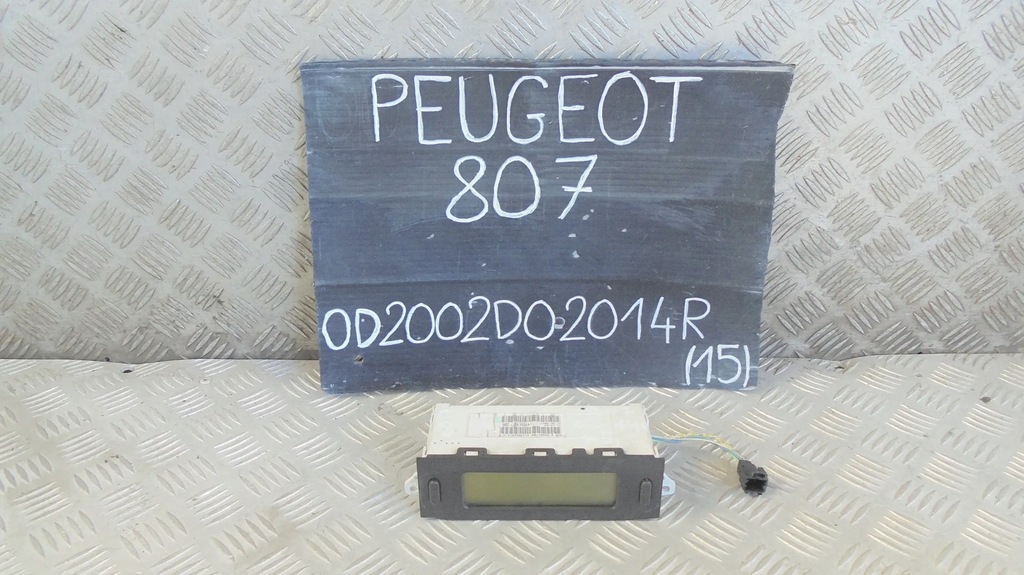 PEUGEOT
807
OD2002DO2014R
(15)